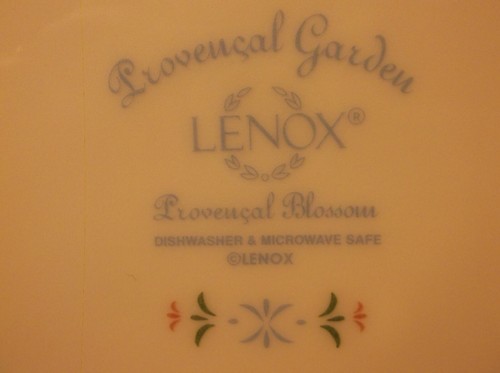 Provençal Garden
LENOX®
Provençal Blossom
DISHWASHER & MICROWAVE SAFE
©LENOX